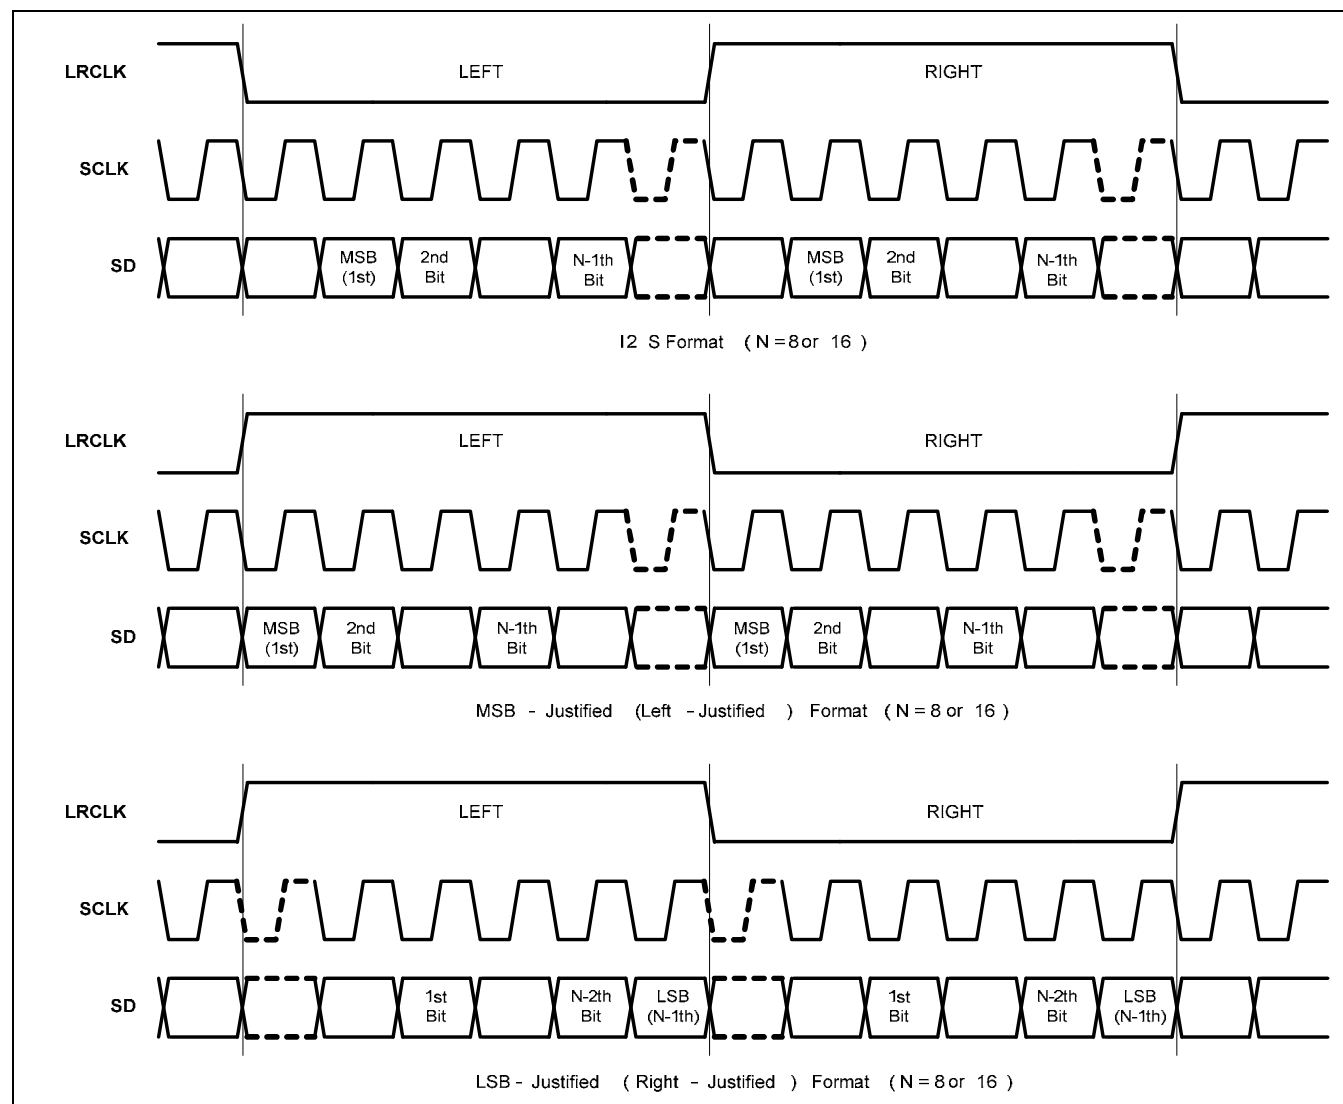 LRCLK
LEFT
RIGHT
SCLK
SD
MSB
(1st)
2nd
Bit
N-1th
Bit
MSB
(1st)
2nd
Bit
N-1th
Bit
I2 S Format ( N = 8 or 16 )
LRCLK
LEFT
RIGHT
SCLK
SD
MSB
(1st)
2nd
Bit
N-1th
Bit
MSB
(1st)
2nd
Bit
N-1th
Bit
MSB - Justified (Left - Justified ) Format ( N = 8 or 16 )
LRCLK
LEFT
RIGHT
SCLK
SD
1st
Bit
N-2th
Bit
LSB
(N-1th)
1st
Bit
N-2th
Bit
LSB
(N-1th)
LSB - Justified ( Right - Justified ) Format ( N = 8 or 16 )